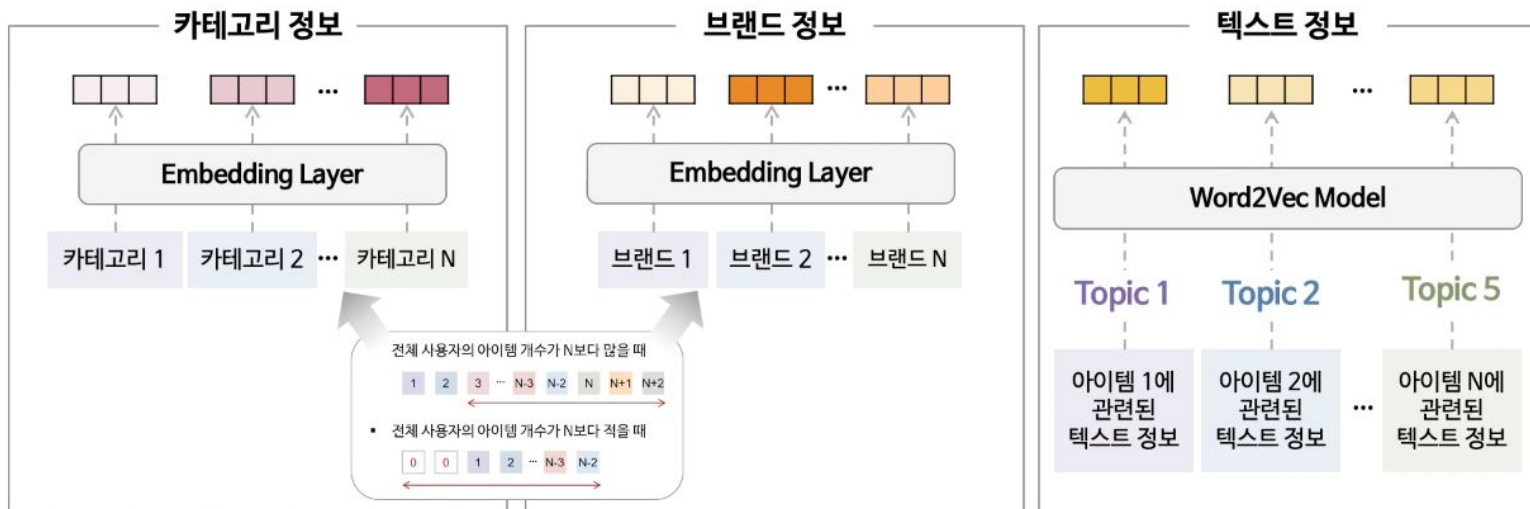 카테고리 정보
...
Embedding Layer
카테고리 1
카테고리 2
...
카테고리 N
브랜드 정보
...
Embedding Layer
브랜드 1
브랜드 2
...
브랜드 N
전체 사용자의 아이템 개수가 N보다 많을 때
1 2 3 ... N-3 N-2 N N+1 N+2
▪ 전체 사용자의 아이템 개수가 N보다 적을 때
0 0 1 2 ... N-3 N-2
텍스트 정보
...
Word2Vec Model
Topic 1
Topic 2
Topic 5
아이템 1에
관련된
텍스트 정보
아이템 2에
관련된
텍스트 정보
...
아이템 N에
관련된
텍스트 정보